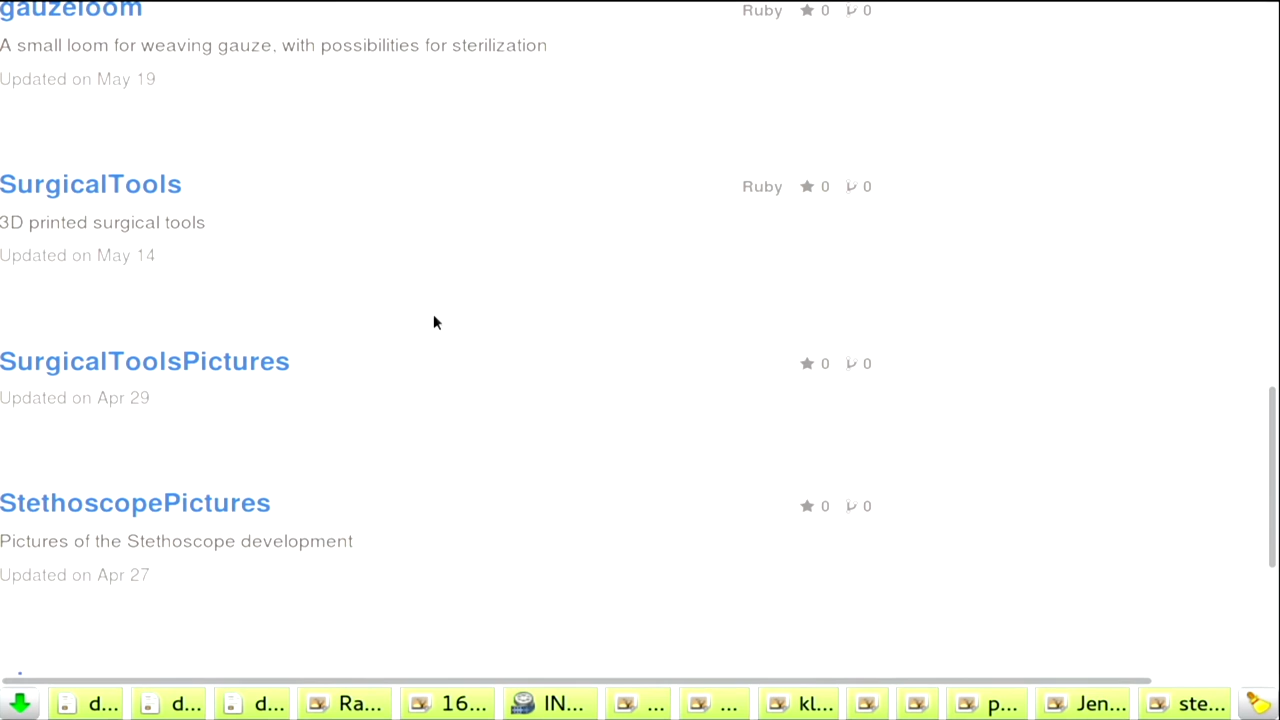 gauzeloom Ruby 0 0
A small loom for weaving gauze, with possibilities for sterilization
Updated on May 19
SurgicalTools Ruby 0 0
3D printed surgical tools
Updated on May 14
SurgicalToolsPictures 0 0
Updated on Apr 29
StethoscopePictures 0 0
Pictures of the Stethoscope development
Updated on Apr 27
d... d... d... Ra... 16... IN... ... ... kl... p... Jen... ste...